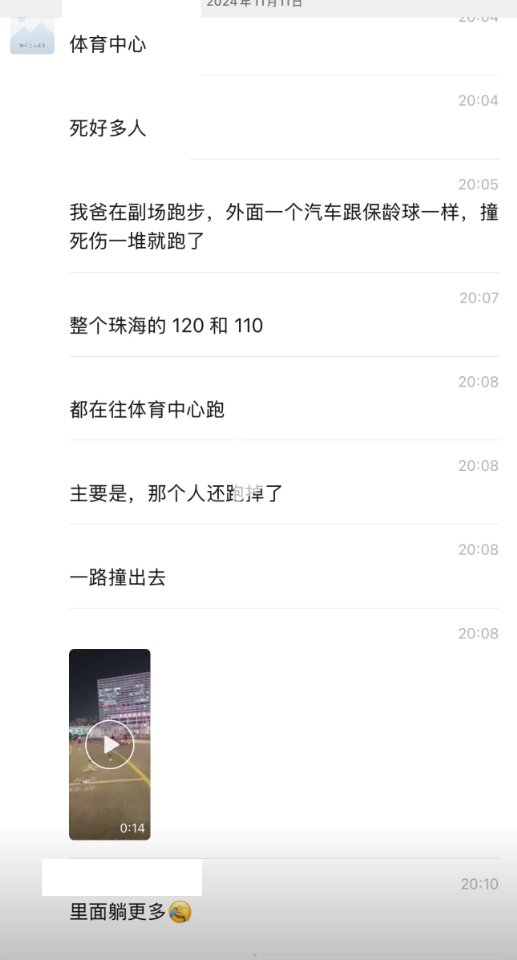 2024年11月11日
20:04
体育中心
20:04
死好多人
20:05
我爸在副场跑步，外面一个汽车跟保龄球一样，撞
死伤一堆就跑了
20:07
整个珠海的 120 和 110
20:08
都在往体育中心跑
20:08
主要是，那个人还跑掉了
20:08
一路撞出去
20:08
0:14
20:10
里面躺更多